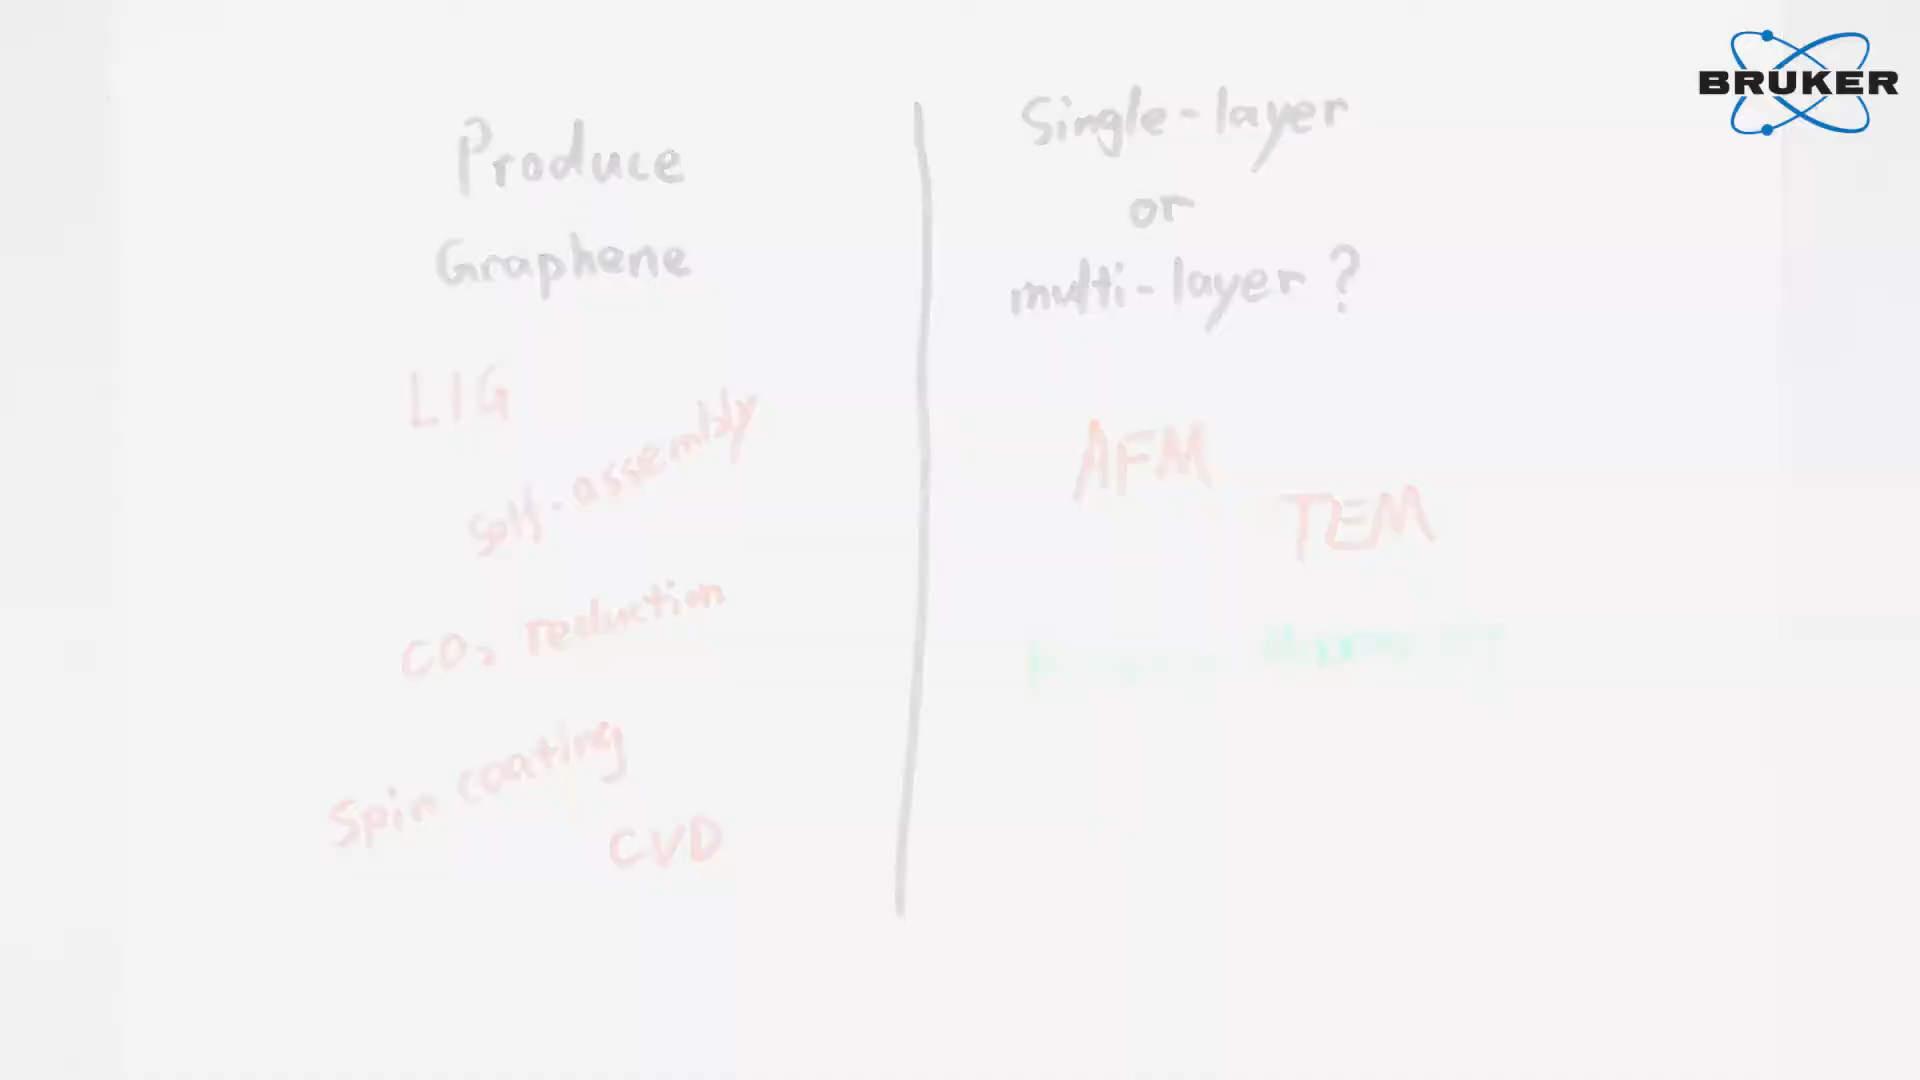 BRUKER
Produce
Graphene
LIG
Self-assembly
CO₂ reduction
Spin coating
CVD
Single-layer
or
multi-layer?
AFM
TEM